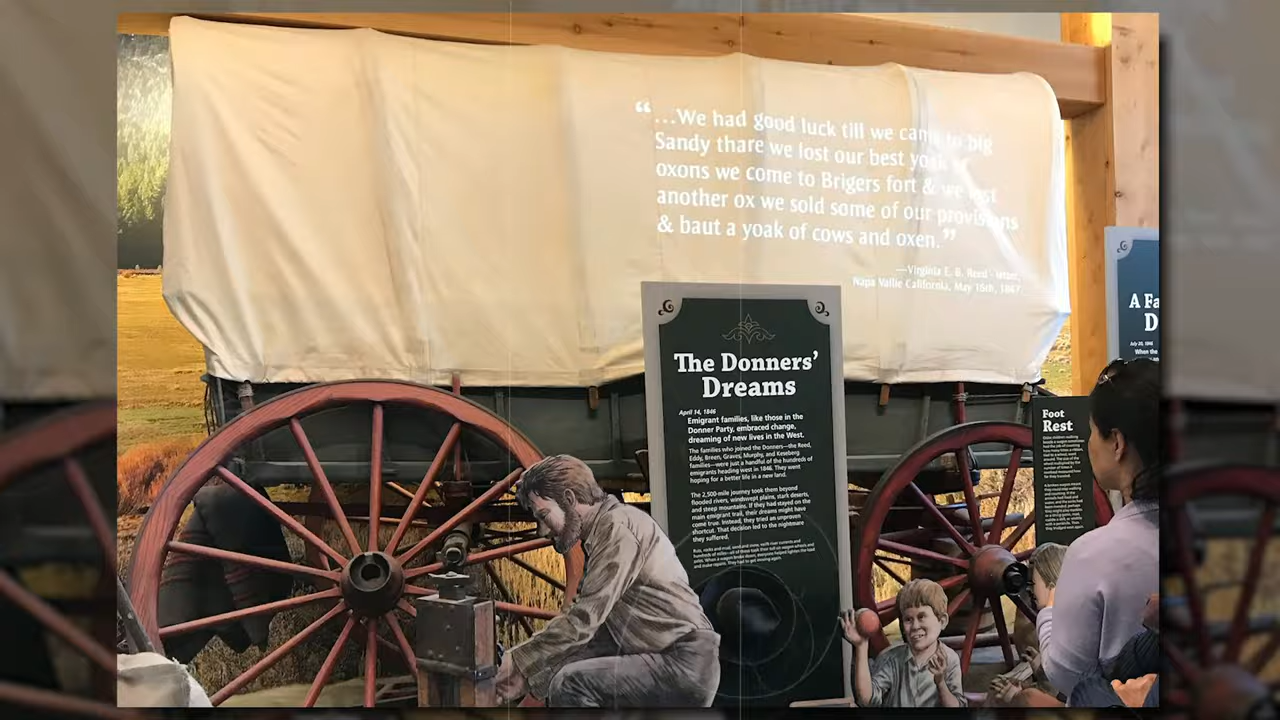 “…We had good luck till we came to big
Sandy thare we lost our best yoak of
oxons we come to Brigers fort & we lost
another ox we sold some of our provisions
& baut a yoak of cows and oxen.”
—Virginia E. B. Reed - letter,
Napa Vallie California, May 16th, 1847
The Donners’
Dreams
April 14, 1846
Emigrant families, like those in the
Donner Party, embraced change,
dreaming of new lives in the West.
The families who joined the Donners—the Reed,
Eddy, Breen, Graves, Murphy, and Keseberg
families—were just a handful of the hundreds of
emigrants heading west in 1846. They went
hoping for a better life in a new land.
The 2,500-mile journey took them beyond
flooded rivers, windswept plains, stark deserts,
and steep mountains. If they had stayed on the
main emigrant trail, their dreams might have
come true. Instead, they tried an unproven
shortcut. That decision led to the nightmare
they suffered.
A Fa
D
July 20, 1846
When the
Foot
Rest